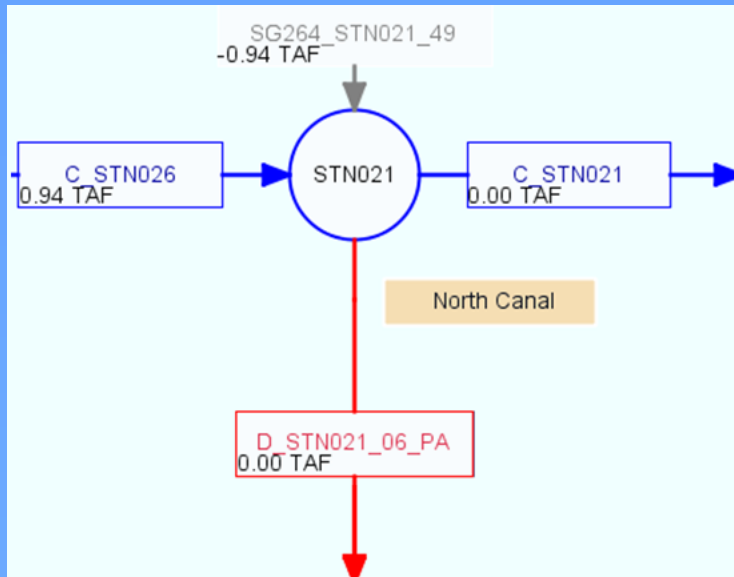 SG264_STN021_49
-0.94 TAF
C_STN026
0.94 TAF
STN021
C_STN021
0.00 TAF
North Canal
D_STN021_06_PA
0.00 TAF